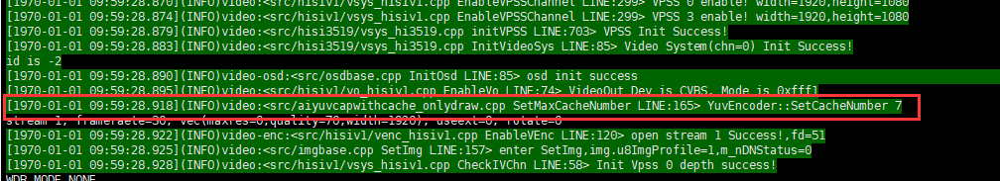 [1970-01-01 09:59:28.870](INFO)video:<src/hisiv1/vsys_hisiv1.cpp EnableVPSSChannel LINE:299> VPSS 0 enable! width=1920,height=1080
[1970-01-01 09:59:28.874](INFO)video:<src/hisiv1/vsys_hisiv1.cpp EnableVPSSChannel LINE:299> VPSS 3 enable! width=1920,height=1080
[1970-01-01 09:59:28.879](INFO)video:<src/hisi3519/vsys_hi3519.cpp initVPSS LINE:703> VPSS Init Success!
[1970-01-01 09:59:28.883](INFO)video:<src/hisi3519/vsys_hi3519.cpp InitVideoSys LINE:85> Video System(chn=0) Init Success!
id is -2
[1970-01-01 09:59:28.890](INFO)video-osd:<src/osdbase.cpp InitOsd LINE:85> osd init success
[1970-01-01 09:59:28.895](INFO)video:<src/hisiv1/vo_hisiv1.cpp EnableVo LINE:74> VideoOut Dev is CVBS, Mode is 0xfff1
[1970-01-01 09:59:28.918](INFO)video:<src/aiyuvcapwithcache_onlydraw.cpp SetMaxCacheNumber LINE:165> YuvEncoder::SetCacheNumber 7
stream 1, framerate=30, vec(maxres=0,quality=70,width=1920), useext=0, rotate=0
[1970-01-01 09:59:28.922](INFO)video-enc:<src/hisiv1/venc_hisiv1.cpp EnableVEnc LINE:120> open stream 1 Success!,fd=51
[1970-01-01 09:59:28.925](INFO)video:<src/imgbase.cpp SetImg LINE:157> enter SetImg,img.u8ImgProfile=1,m_nDNStatus=0
[1970-01-01 09:59:28.925](INFO)video:<src/hisiv1/vsys_hisiv1.cpp CheckIVChn LINE:58> Init Vpss 0 depth success!
WDR MODE NONE